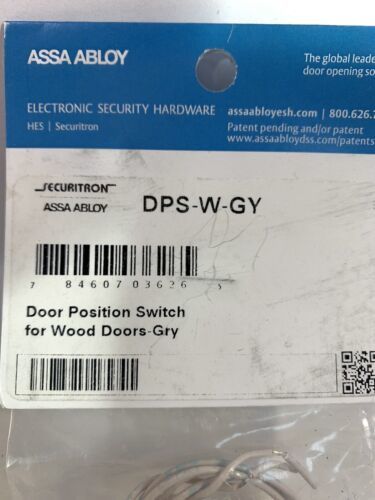 ASSA ABLOY
The global leade
door opening so
ELECTRONIC SECURITY HARDWARE
HES | Securitron
assaabloyesh.com | 800.626.7
Patent pending and/or patent
www.assaabloydss.com/patents
SECURITRON
ASSA ABLOY
DPS-W-GY
7 84607 03626 5
Door Position Switch
for Wood Doors-Gry